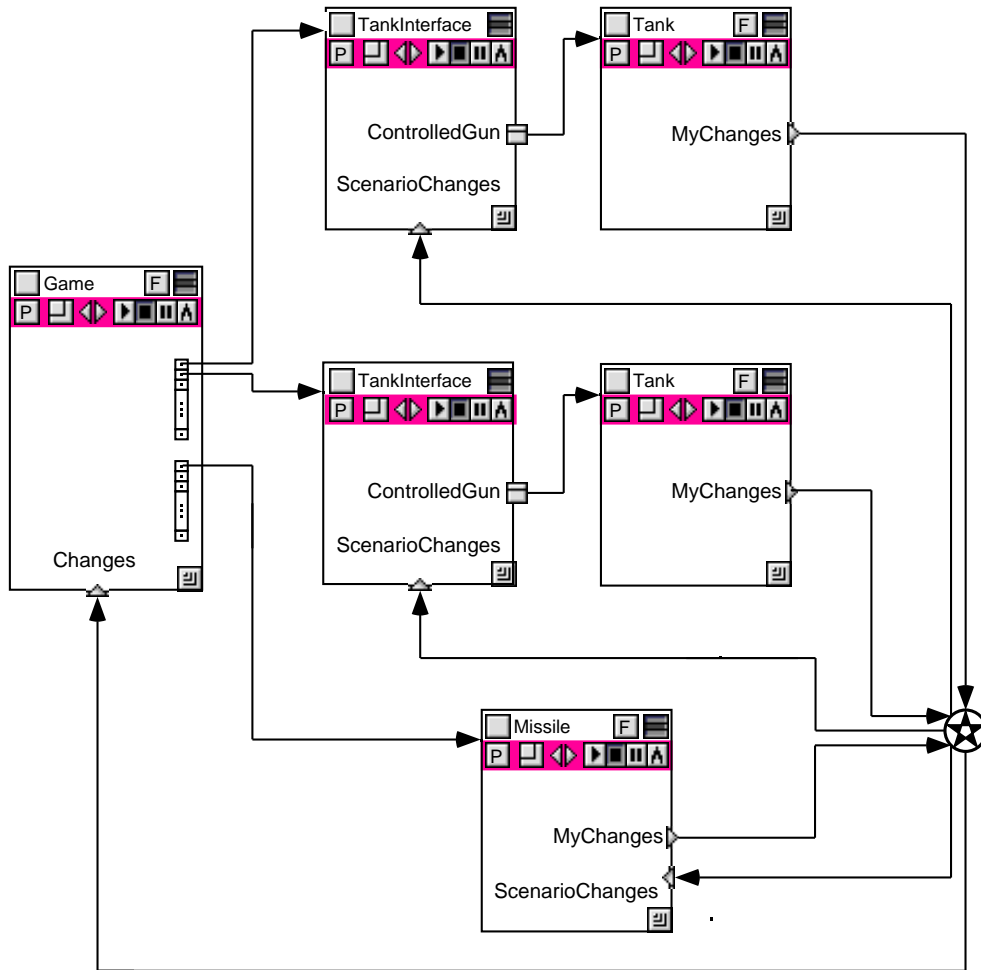 TankInterface
P
ControlledGun
ScenarioChanges
Tank F
P
MyChanges
Game F
P
Changes
TankInterface
P
ControlledGun
ScenarioChanges
Tank F
P
MyChanges
Missile F
P
MyChanges
ScenarioChanges